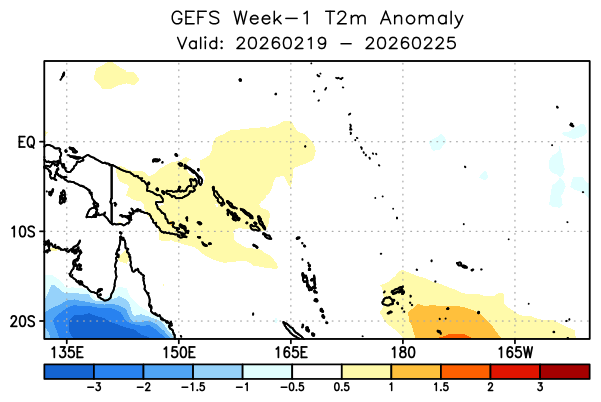 GEFS Week-1 T2m Anomaly
Valid: 20260219 - 20260225
EQ
10S
20S
135E 150E 165E 180 165W
-3 -2 -1.5 -1 -0.5 0.5 1 1.5 2 3